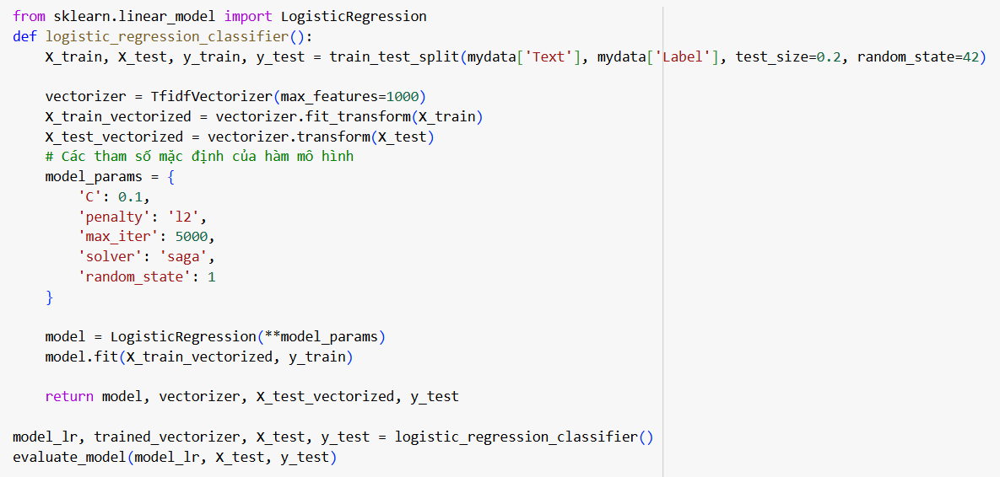 from sklearn.linear_model import LogisticRegression
def logistic_regression_classifier():
    X_train, X_test, y_train, y_test = train_test_split(mydata['Text'], mydata['Label'], test_size=0.2, random_state=42)
    vectorizer = TfidfVectorizer(max_features=1000)
    X_train_vectorized = vectorizer.fit_transform(X_train)
    X_test_vectorized = vectorizer.transform(X_test)
    # Các tham số mặc định của hàm mô hình
    model_params = {
        'C': 0.1,
        'penalty': 'l2',
        'max_iter': 5000,
        'solver': 'saga',
        'random_state': 1
    }
    model = LogisticRegression(**model_params)
    model.fit(X_train_vectorized, y_train)
    return model, vectorizer, X_test_vectorized, y_test
model_lr, trained_vectorizer, X_test, y_test = logistic_regression_classifier()
evaluate_model(model_lr, X_test, y_test)